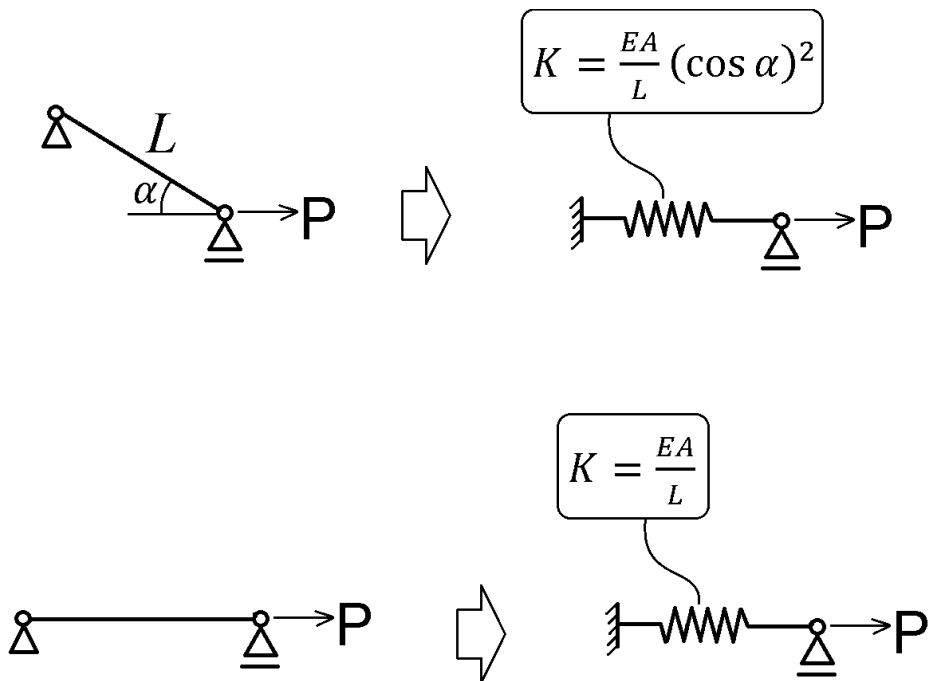 K = EA/L (cos α)²
L
α
P
P
K = EA/L
P
P